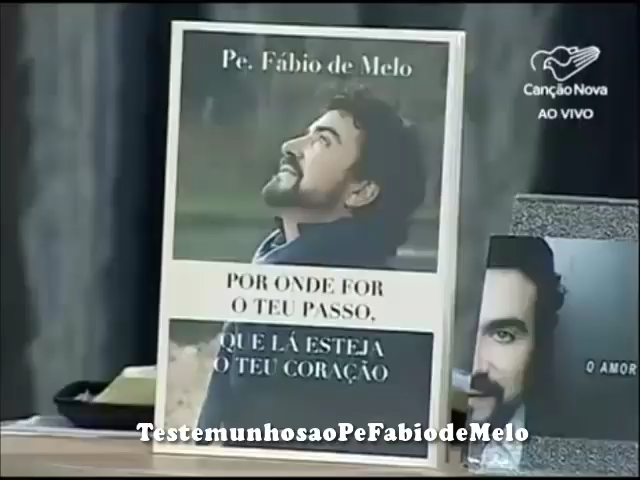 Pe. Fábio de Melo
Canção Nova
AO VIVO
POR ONDE FOR
O TEU PASSO,
QUE LÁ ESTEJA
O TEU CORAÇÃO
O AMOR
TestemunhosaoPeFabiodeMelo